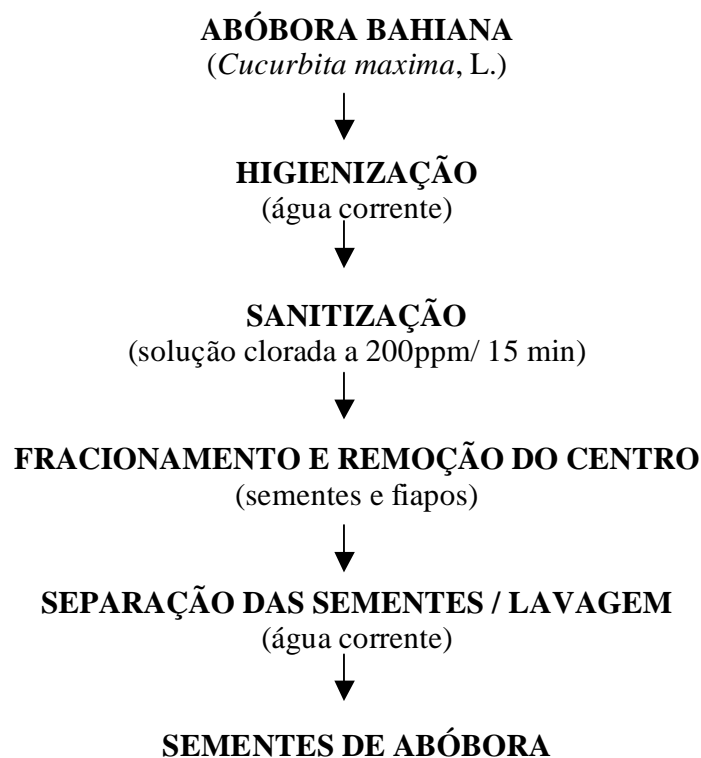 ABÓBORA BAHIANA
(Cucurbita maxima, L.)
HIGIENIZAÇÃO
(água corrente)
SANITIZAÇÃO
(solução clorada a 200ppm/ 15 min)
FRACIONAMENTO E REMOÇÃO DO CENTRO
(sementes e fiapos)
SEPARAÇÃO DAS SEMENTES / LAVAGEM
(água corrente)
SEMENTES DE ABÓBORA